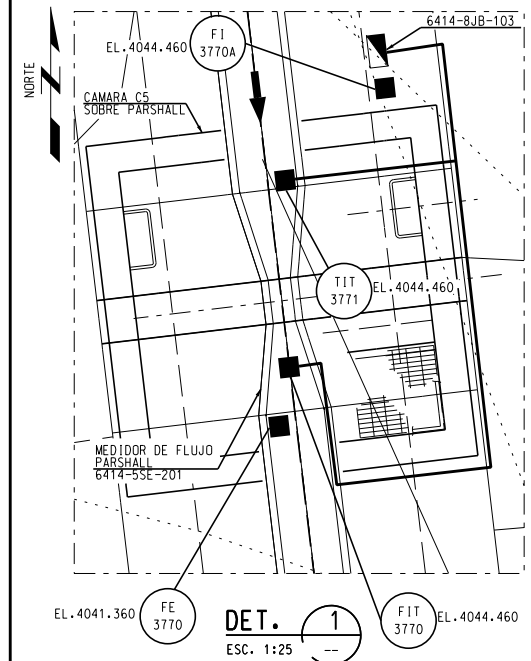 6414-8JB-103
FI
3770A
EL.4044.460
NORTE
CAMARA C5
SOBRE PARSHALL
TIT
3771
EL.4044.460
MEDIDOR DE FLUJO
PARSHALL
6414-5SE-201
EL.4041.360
FE
3770
DET. 1
ESC. 1:25 --
FIT
3770
EL.4044.460